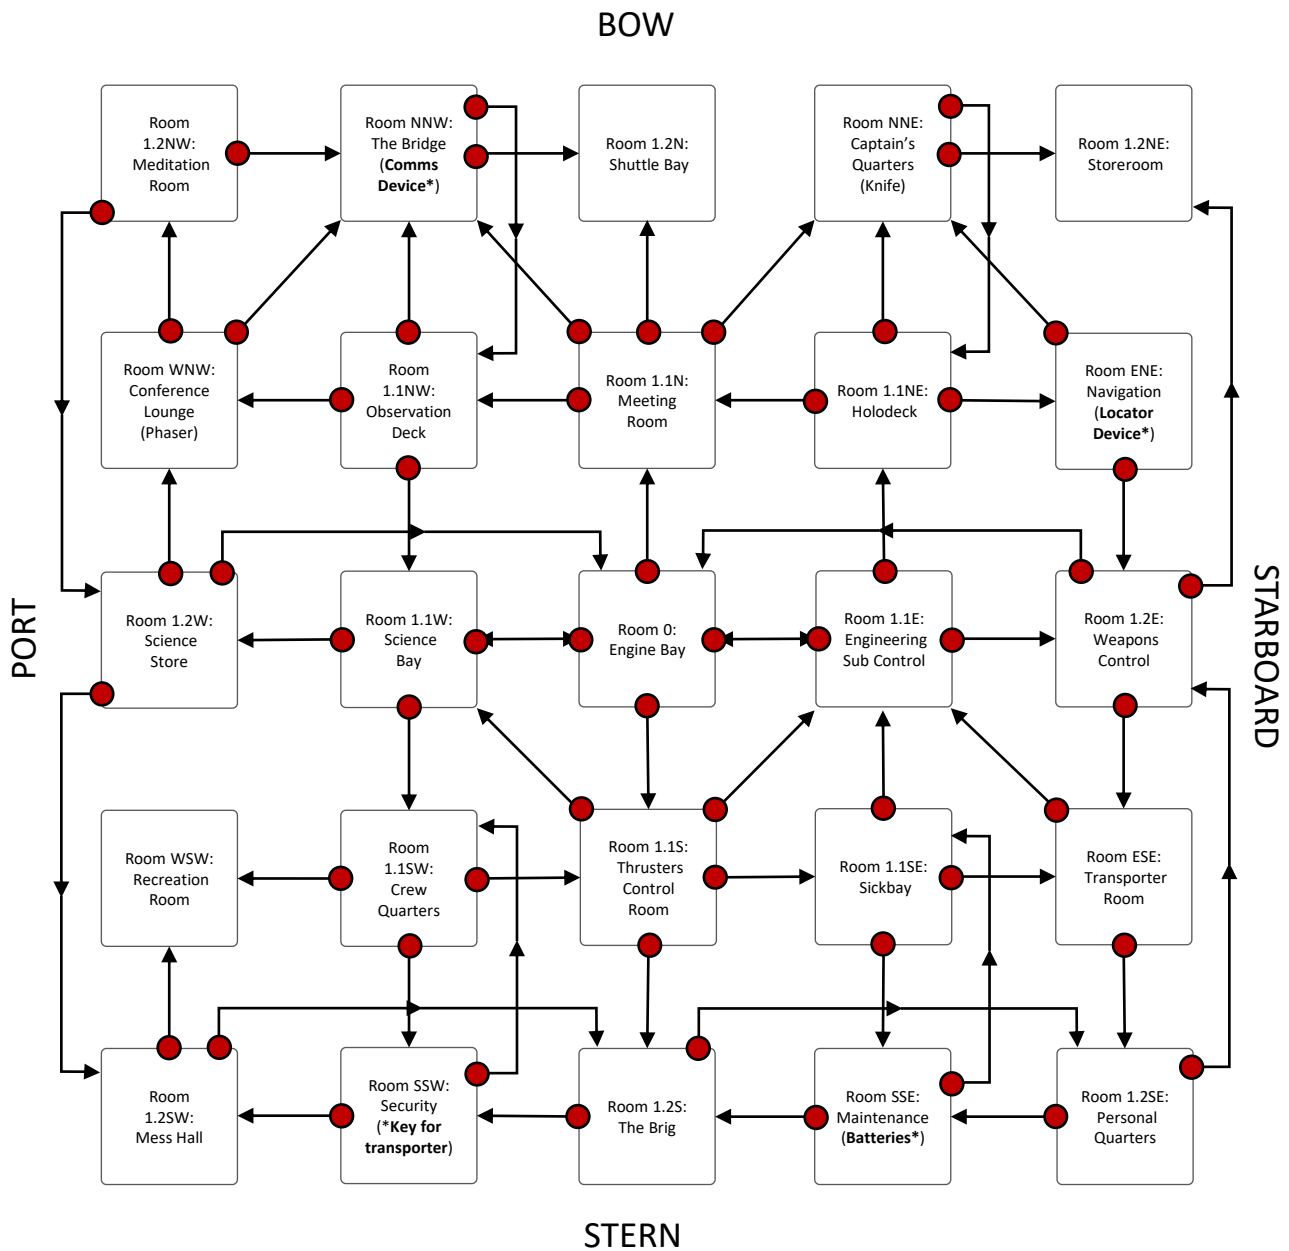 BOW
Room
1.2NW:
Meditation
Room
Room NNW:
The Bridge
(Comms
Device*)
Room 1.2N:
Shuttle Bay
Room NNE:
Captain’s
Quarters
(Knife)
Room 1.2NE:
Storeroom
Room WNW:
Conference
Lounge
(Phaser)
Room
1.1NW:
Observation
Deck
Room 1.1N:
Meeting
Room
Room 1.1NE:
Holodeck
Room ENE:
Navigation
(Locator
Device*)
PORT
Room 1.2W:
Science
Store
Room 1.1W:
Science
Bay
Room 0:
Engine Bay
Room 1.1E:
Engineering
Sub Control
Room 1.2E:
Weapons
Control
STARBOARD
Room WSW:
Recreation
Room
Room
1.1SW:
Crew
Quarters
Room 1.1S:
Thrusters
Control
Room
Room 1.1SE:
Sickbay
Room ESE:
Transporter
Room
Room
1.2SW:
Mess Hall
Room SSW:
Security
(*Key for
transporter)
Room 1.2S:
The Brig
Room SSE:
Maintenance
(Batteries*)
Room 1.2SE:
Personal
Quarters
STERN